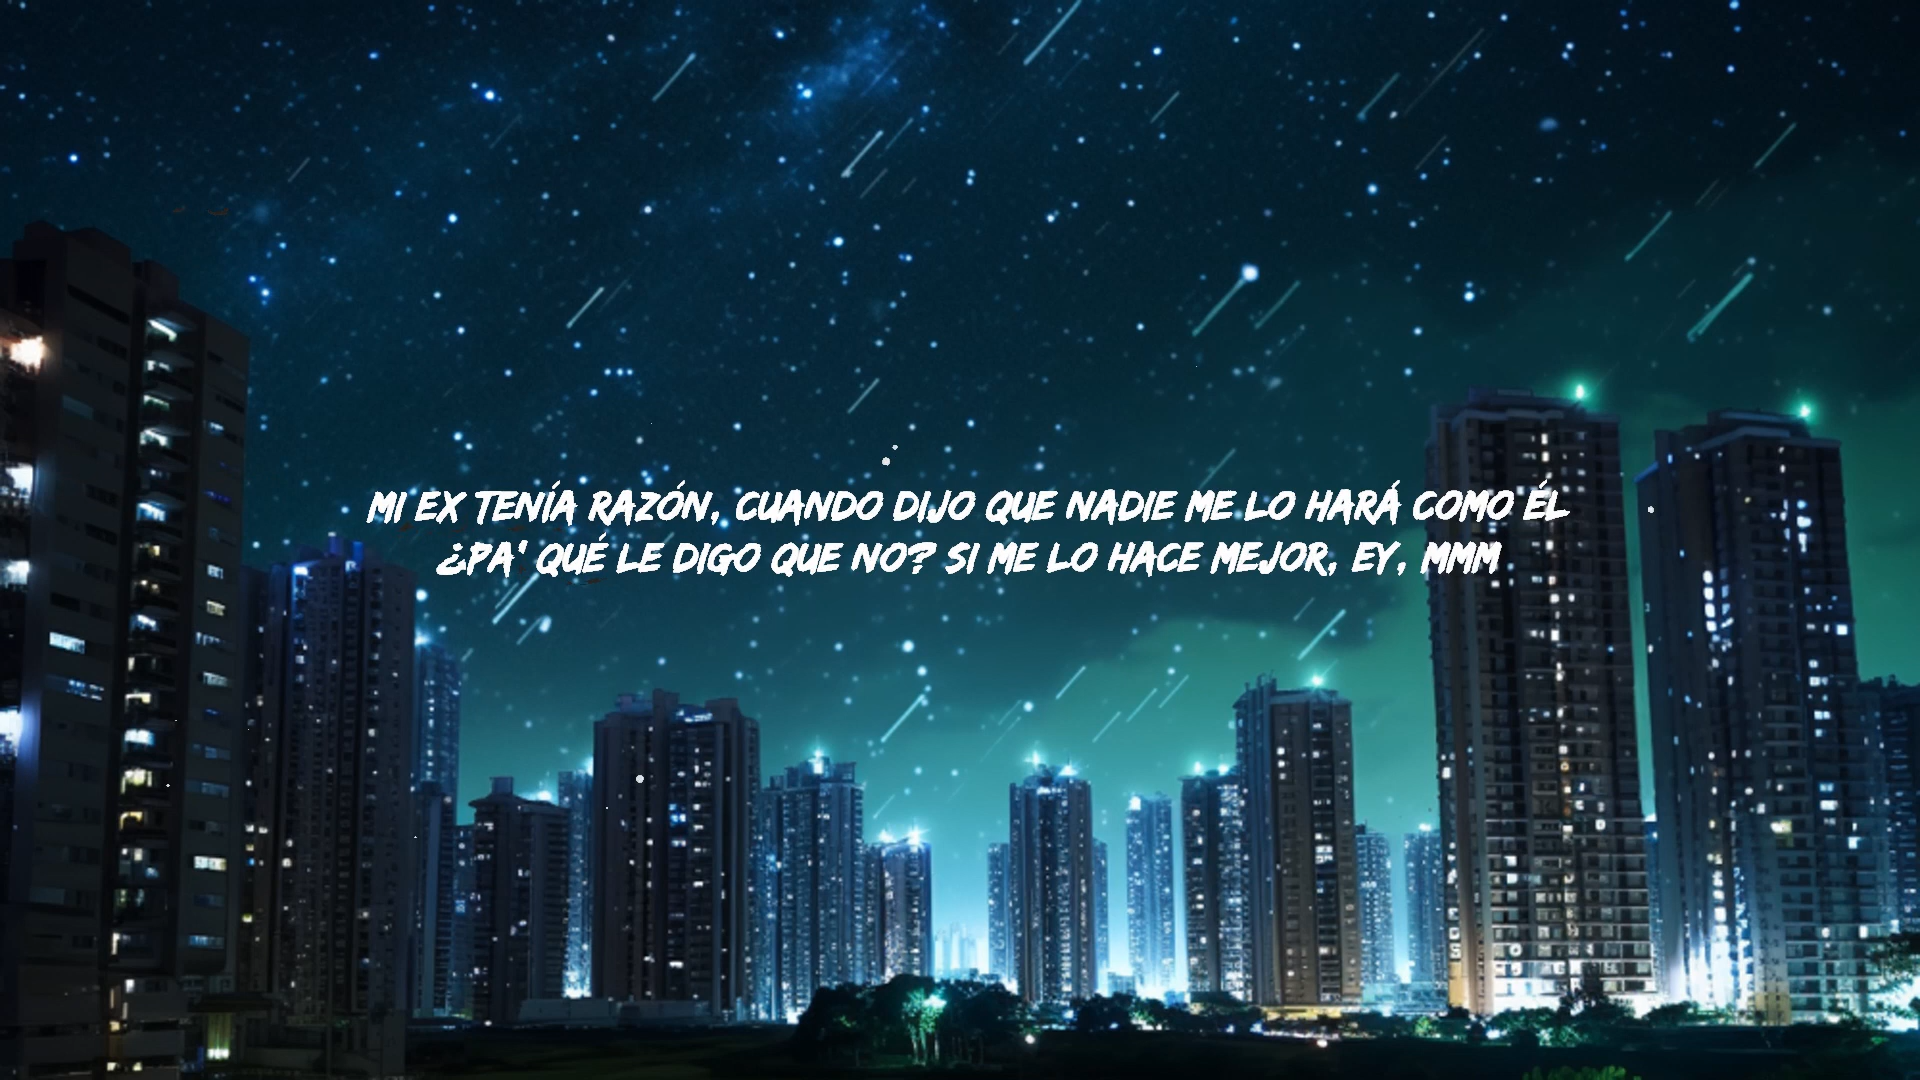 MI EX TENÍA RAZÓN, CUANDO DIJO QUE NADIE ME LO HARÁ COMO ÉL
¿PA' QUÉ LE DIGO QUE NO? SI ME LO HACE MEJOR, EY, MMM